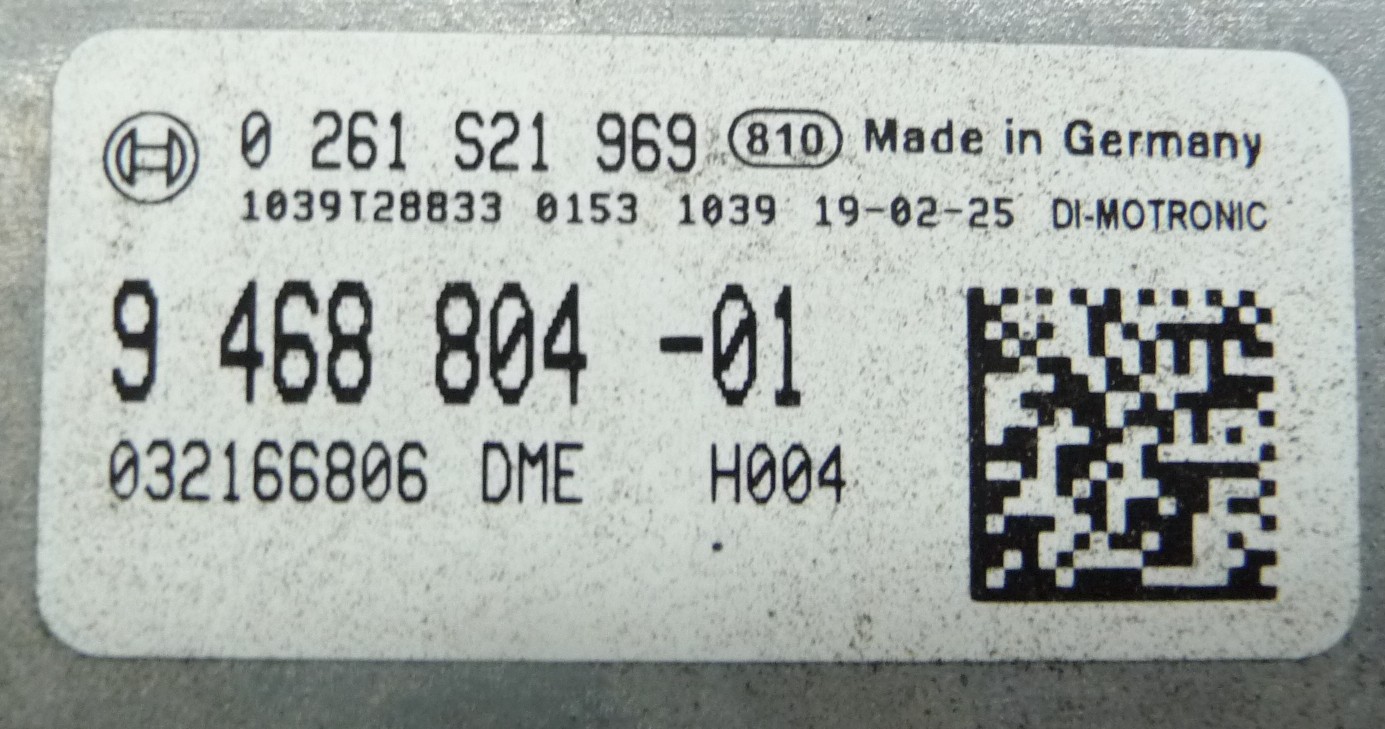 0 261 S21 969 810 Made in Germany
1039T28833 0153 1039 19-02-25 DI-MOTRONIC
9 468 804 -01
032166806 DME H004